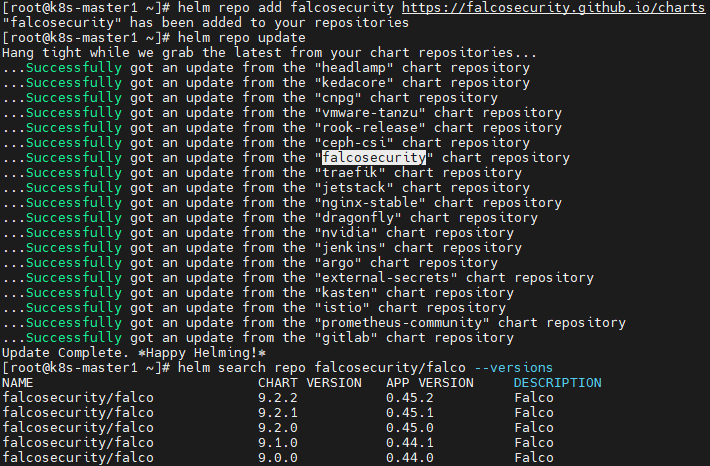 [root@k8s-master1 ~]# helm repo add falcosecurity https://falcosecurity.github.io/charts
"falcosecurity" has been added to your repositories
[root@k8s-master1 ~]# helm repo update
Hang tight while we grab the latest from your chart repositories...
...Successfully got an update from the "headlamp" chart repository
...Successfully got an update from the "kedacore" chart repository
...Successfully got an update from the "cnpg" chart repository
...Successfully got an update from the "vmware-tanzu" chart repository
...Successfully got an update from the "rook-release" chart repository
...Successfully got an update from the "ceph-csi" chart repository
...Successfully got an update from the "falcosecurity" chart repository
...Successfully got an update from the "traefik" chart repository
...Successfully got an update from the "jetstack" chart repository
...Successfully got an update from the "nginx-stable" chart repository
...Successfully got an update from the "dragonfly" chart repository
...Successfully got an update from the "nvidia" chart repository
...Successfully got an update from the "jenkins" chart repository
...Successfully got an update from the "argo" chart repository
...Successfully got an update from the "external-secrets" chart repository
...Successfully got an update from the "kasten" chart repository
...Successfully got an update from the "istio" chart repository
...Successfully got an update from the "prometheus-community" chart repository
...Successfully got an update from the "gitlab" chart repository
Update Complete. *Happy Helming!*
[root@k8s-master1 ~]# helm search repo falcosecurity/falco --versions
NAME CHART VERSION APP VERSION DESCRIPTION
falcosecurity/falco 9.2.2 0.45.2 Falco
falcosecurity/falco 9.2.1 0.45.1 Falco
falcosecurity/falco 9.2.0 0.45.0 Falco
falcosecurity/falco 9.1.0 0.44.1 Falco
falcosecurity/falco 9.0.0 0.44.0 Falco